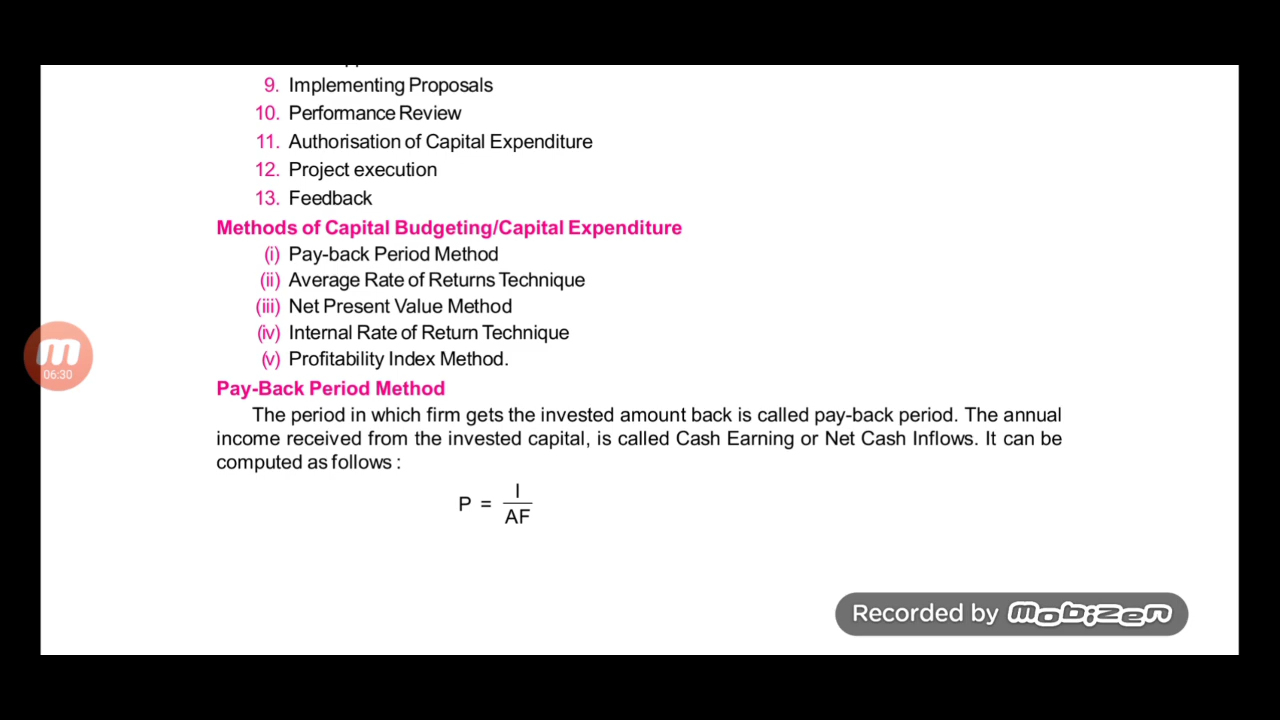 9. Implementing Proposals
10. Performance Review
11. Authorisation of Capital Expenditure
12. Project execution
13. Feedback
Methods of Capital Budgeting/Capital Expenditure
(i) Pay-back Period Method
(ii) Average Rate of Returns Technique
(iii) Net Present Value Method
(iv) Internal Rate of Return Technique
(v) Profitability Index Method.
Pay-Back Period Method
The period in which firm gets the invested amount back is called pay-back period. The annual
income received from the invested capital, is called Cash Earning or Net Cash Inflows. It can be
computed as follows :
P = I
AF
m
06:30
Recorded by mobizen